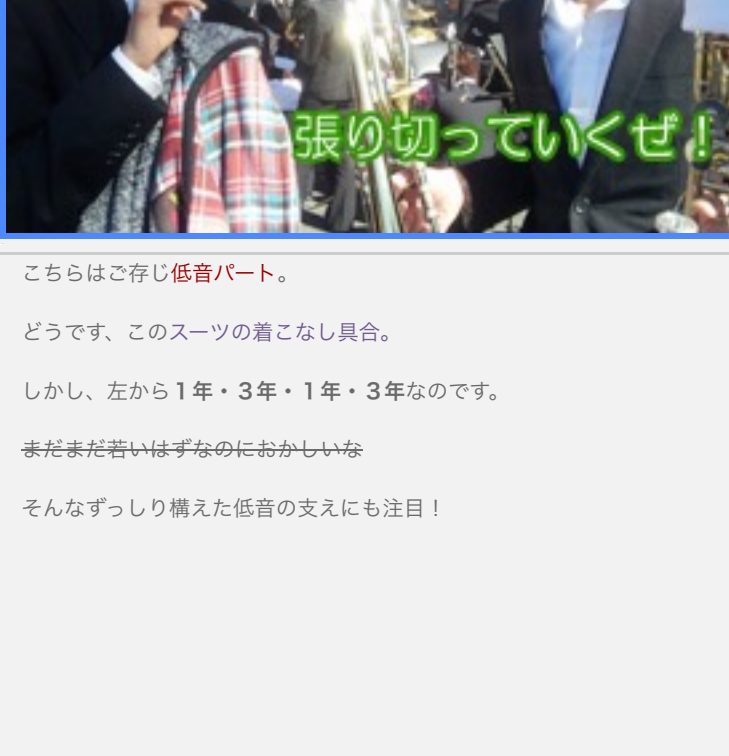 張り切っていくぜ！
こちらはご存じ低音パート。
どうです、このスーツの着こなし具合。
しかし、左から１年・３年・１年・３年なのです。
まだまだ若いはずなのにおかしいな
そんなずっしり構えた低音の支えにも注目！